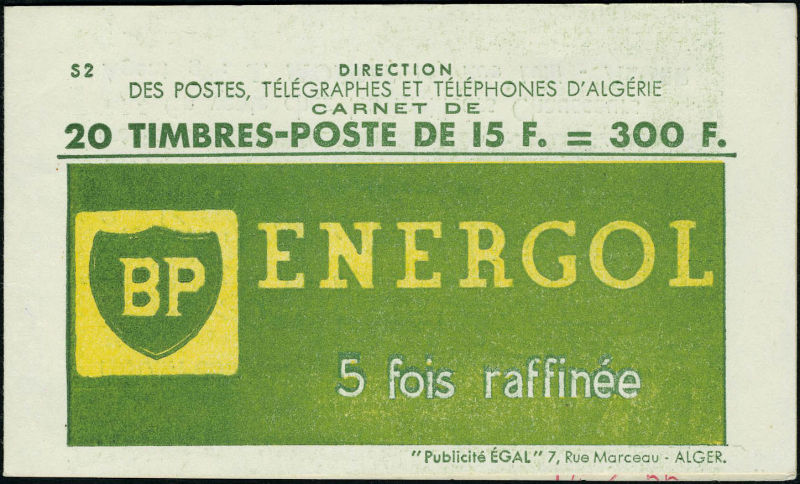 S2
DIRECTION
DES POSTES, TÉLÉGRAPHES ET TÉLÉPHONES D'ALGÉRIE
CARNET DE
20 TIMBRES-POSTE DE 15 F. = 300 F.
BP
ENERGOL
5 fois raffinée
"Publicité ÉGAL" 7, Rue Marceau - ALGER.